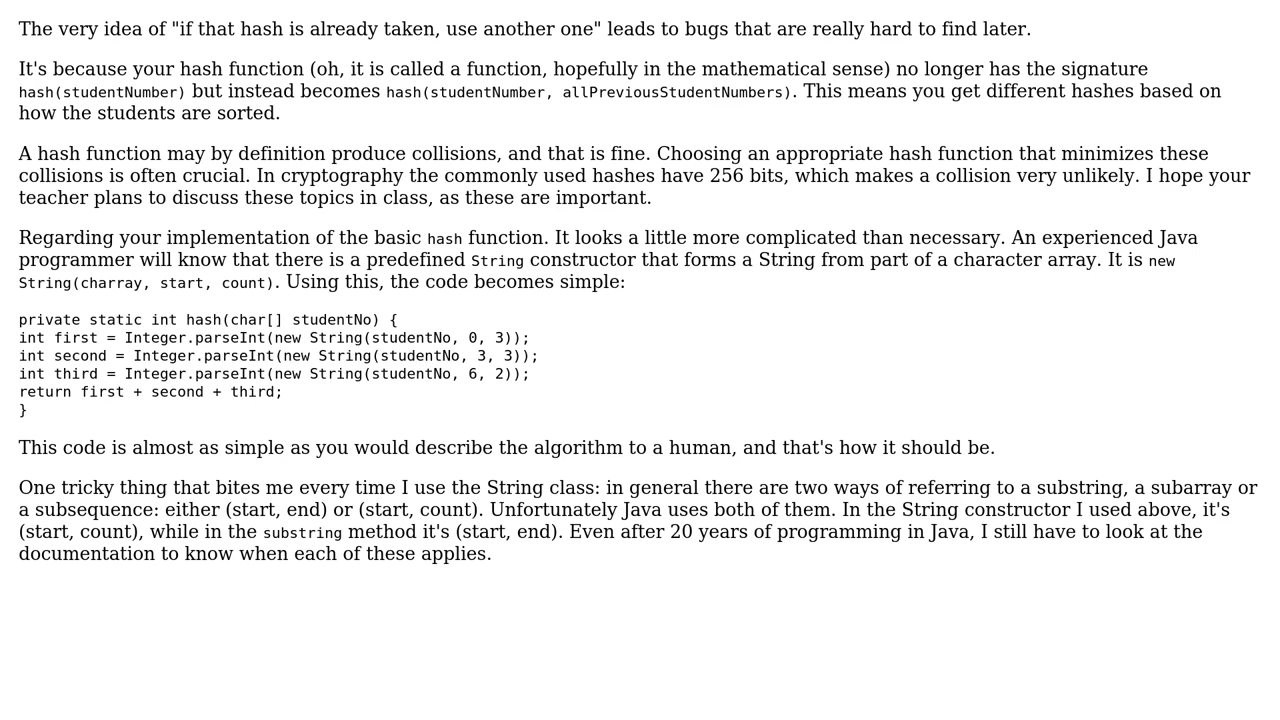 The very idea of "if that hash is already taken, use another one" leads to bugs that are really hard to find later.
It's because your hash function (oh, it is called a function, hopefully in the mathematical sense) no longer has the signature
hash(studentNumber) but instead becomes hash(studentNumber, allPreviousStudentNumbers). This means you get different hashes based on
how the students are sorted.
A hash function may by definition produce collisions, and that is fine. Choosing an appropriate hash function that minimizes these
collisions is often crucial. In cryptography the commonly used hashes have 256 bits, which makes a collision very unlikely. I hope your
teacher plans to discuss these topics in class, as these are important.
Regarding your implementation of the basic hash function. It looks a little more complicated than necessary. An experienced Java
programmer will know that there is a predefined String constructor that forms a String from part of a character array. It is new
String(charray, start, count). Using this, the code becomes simple:
private static int hash(char[] studentNo) {
int first = Integer.parseInt(new String(studentNo, 0, 3));
int second = Integer.parseInt(new String(studentNo, 3, 3));
int third = Integer.parseInt(new String(studentNo, 6, 2));
return first + second + third;
}
This code is almost as simple as you would describe the algorithm to a human, and that's how it should be.
One tricky thing that bites me every time I use the String class: in general there are two ways of referring to a substring, a subarray or
a subsequence: either (start, end) or (start, count). Unfortunately Java uses both of them. In the String constructor I used above, it's
(start, count), while in the substring method it's (start, end). Even after 20 years of programming in Java, I still have to look at the
documentation to know when each of these applies.